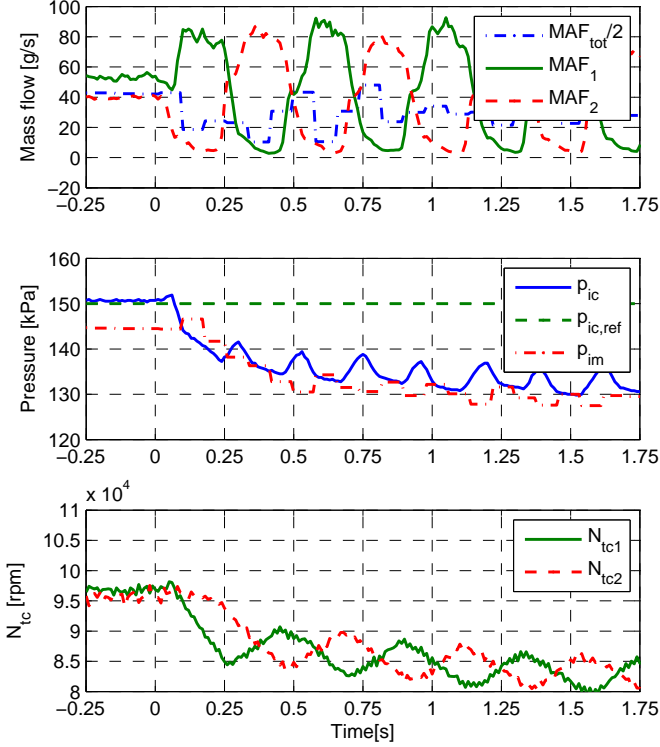 100
80
60
40
20
0
−20
Mass flow [g/s]
MAF_tot/2
MAF_1
MAF_2
−0.25 0 0.25 0.5 0.75 1 1.25 1.5 1.75
160
150
140
130
120
Pressure [kPa]
p_ic
p_ic,ref
p_im
−0.25 0 0.25 0.5 0.75 1 1.25 1.5 1.75
x 10^4
11
10.5
10
9.5
9
8.5
8
N_tc [rpm]
N_tc1
N_tc2
−0.25 0 0.25 0.5 0.75 1 1.25 1.5 1.75
Time[s]